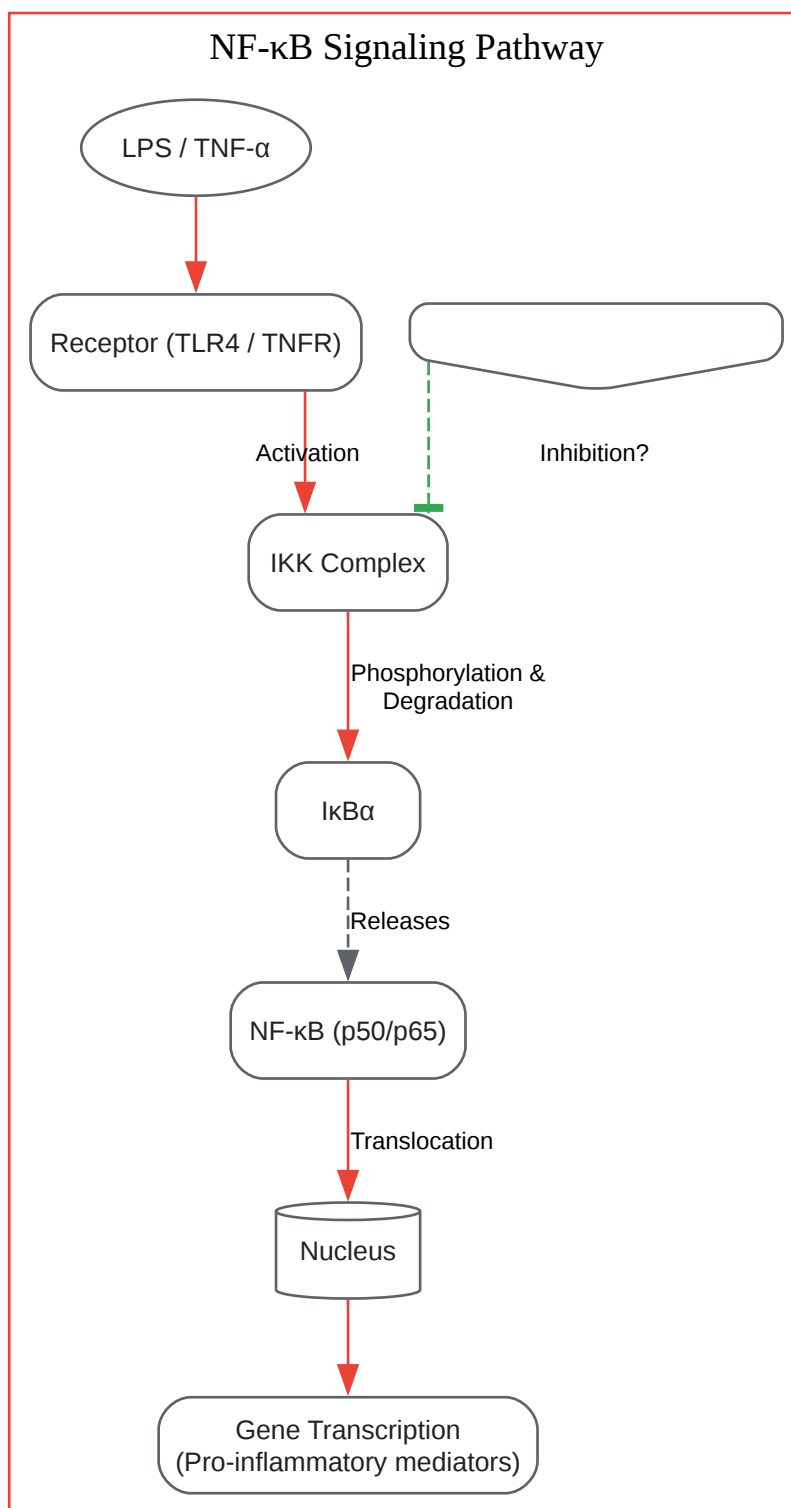 NF-κB Signaling Pathway
LPS / TNF-α
Receptor (TLR4 / TNFR)
Activation
Inhibition?
IKK Complex
Phosphorylation &
Degradation
IκBα
Releases
NF-κB (p50/p65)
Translocation
Nucleus
Gene Transcription
(Pro-inflammatory mediators)